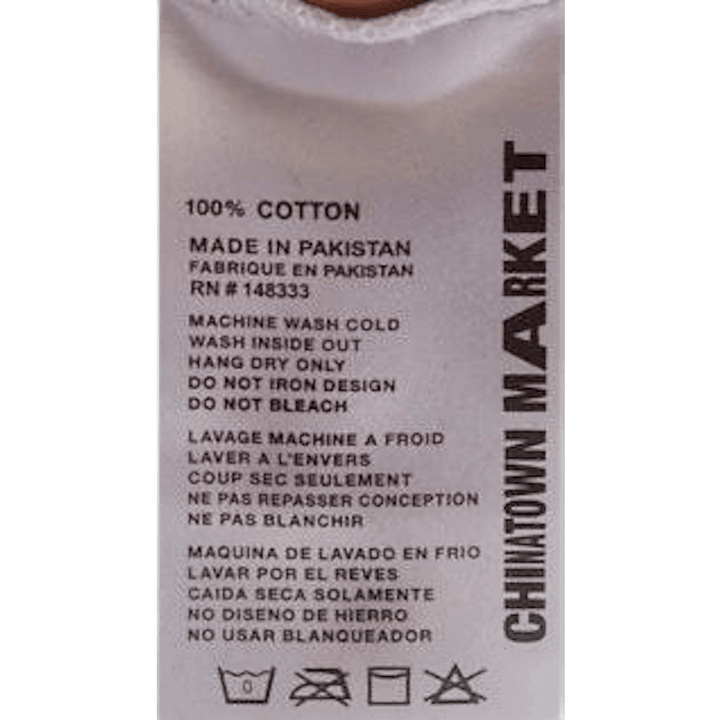 100% COTTON
MADE IN PAKISTAN
FABRIQUE EN PAKISTAN
RN # 148333
MACHINE WASH COLD
WASH INSIDE OUT
HANG DRY ONLY
DO NOT IRON DESIGN
DO NOT BLEACH
LAVAGE MACHINE A FROID
LAVER A L'ENVERS
COUP SEC SEULEMENT
NE PAS REPASSER CONCEPTION
NE PAS BLANCHIR
MAQUINA DE LAVADO EN FRIO
LAVAR POR EL REVES
CAIDA SECA SOLAMENTE
NO DISENO DE HIERRO
NO USAR BLANQUEADOR
0
CHINATOWN MARKET